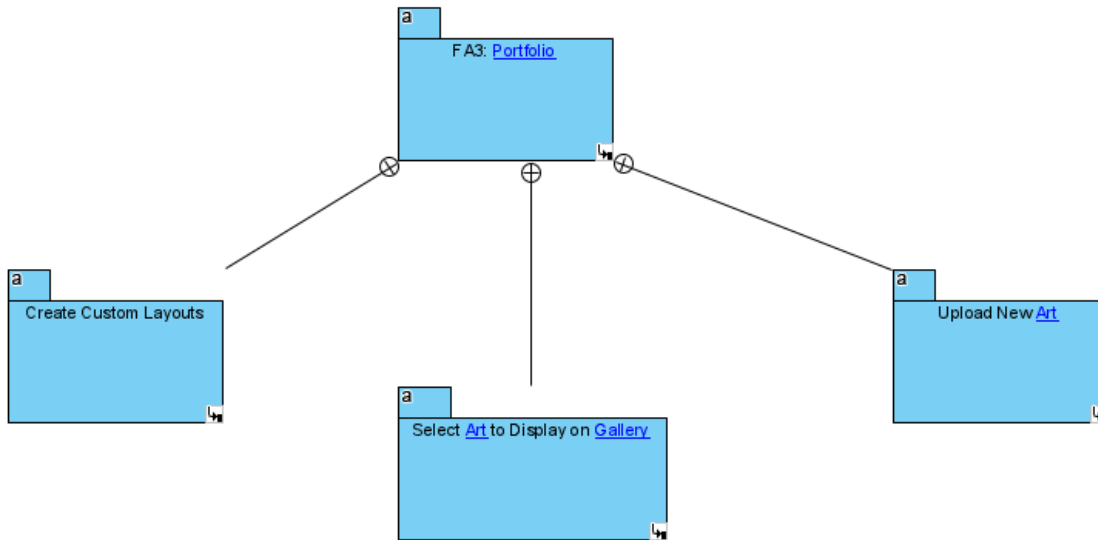 a
FA3: Portfolio
a
Create Custom Layouts
a
Upload New Art
a
Select Art to Display on Gallery